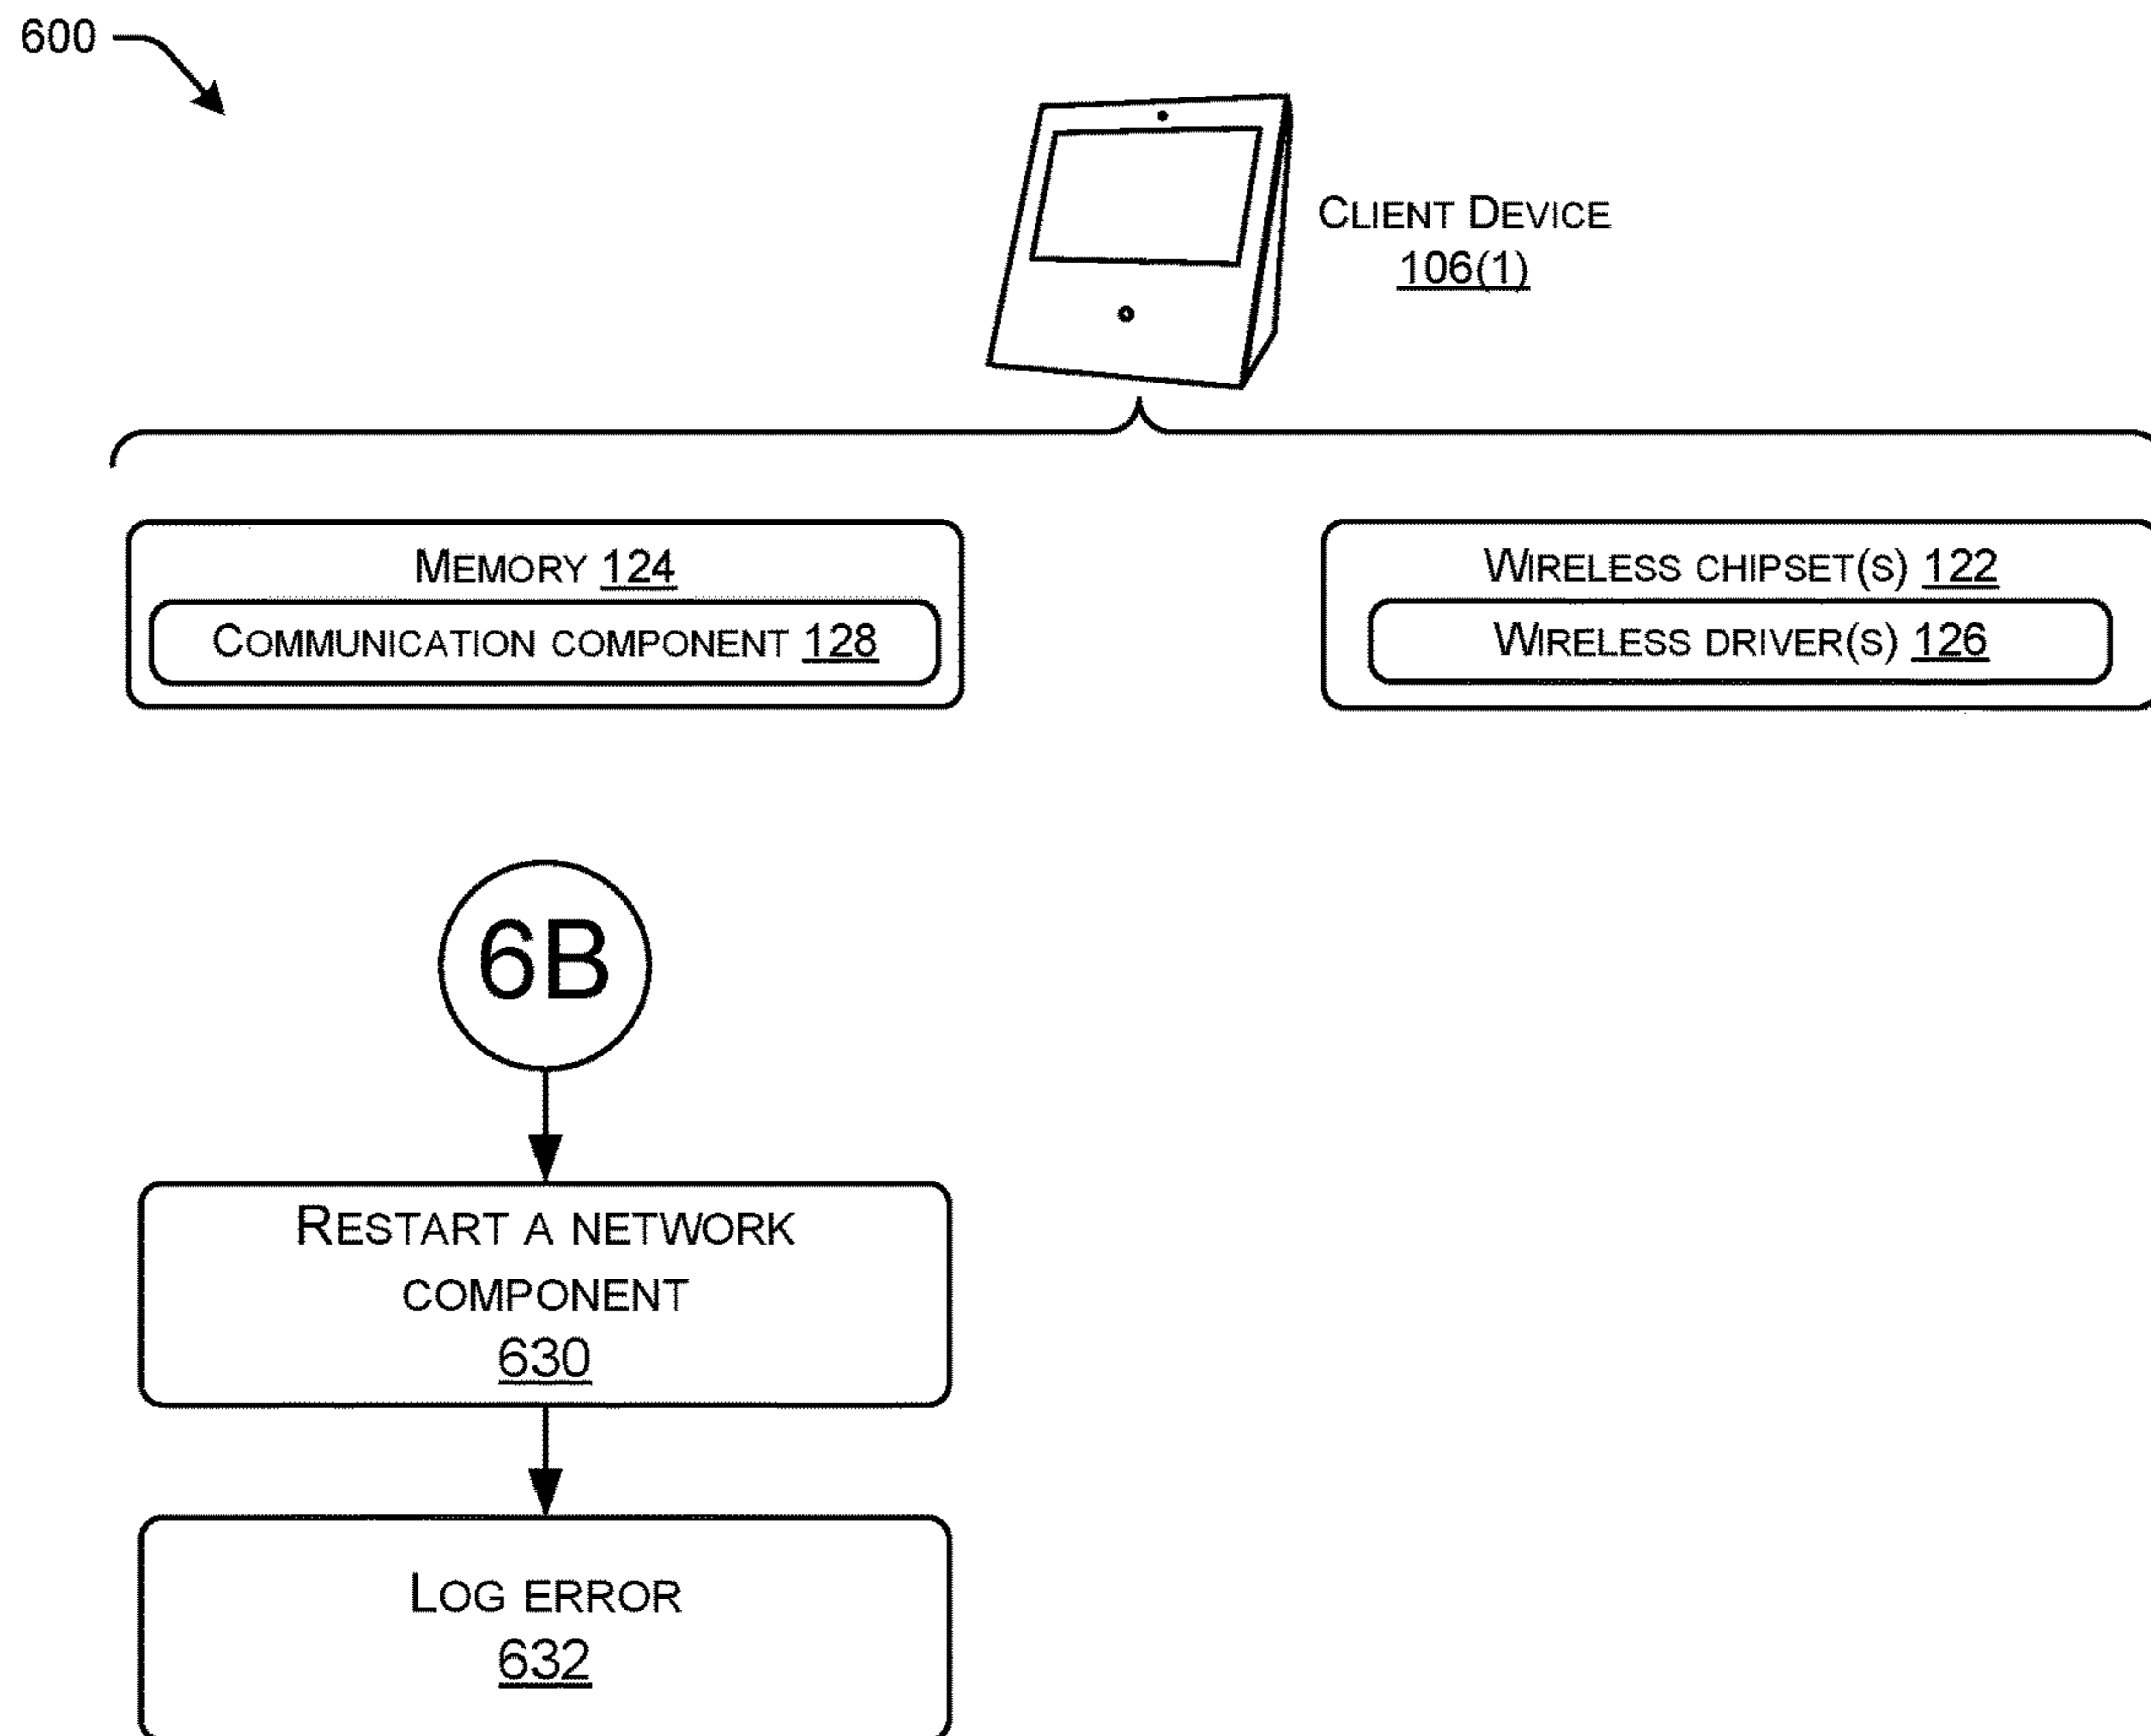 600
CLIENT DEVICE
106(1)
MEMORY 124
COMMUNICATION COMPONENT 128
WIRELESS CHIPSET(S) 122
WIRELESS DRIVER(S) 126
6B
RESTART A NETWORK
COMPONENT
630
LOG ERROR
632